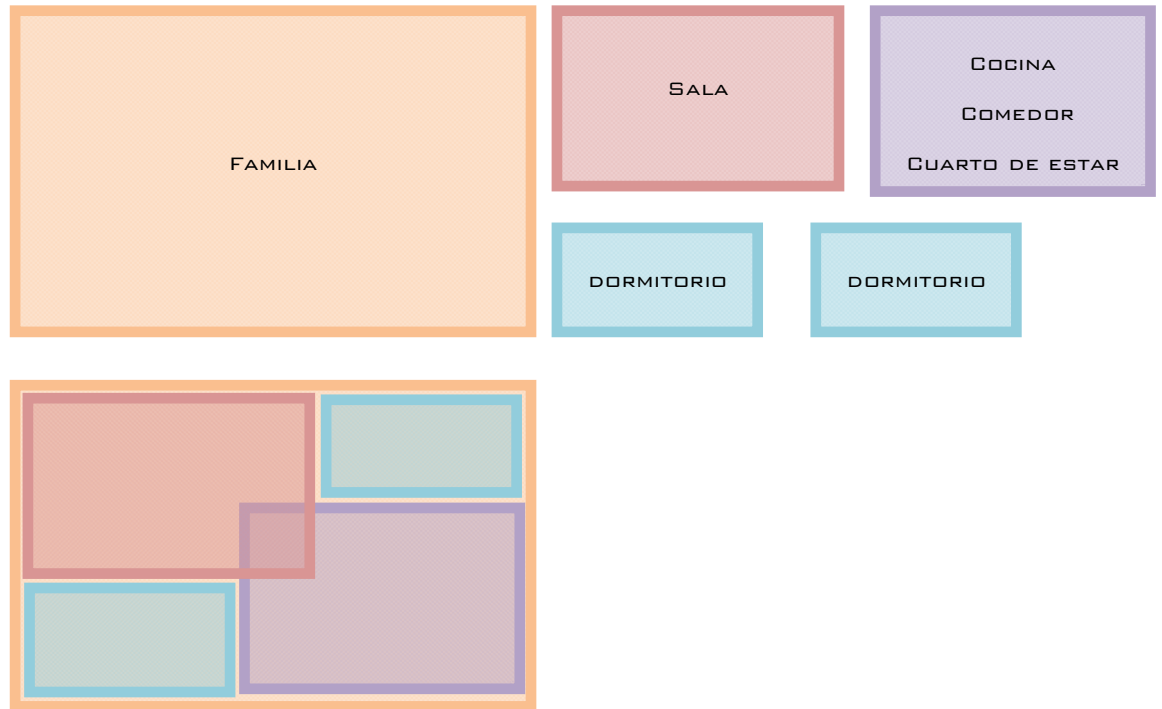 Familia
Sala
Cocina
Comedor
Cuarto de estar
dormitorio
dormitorio